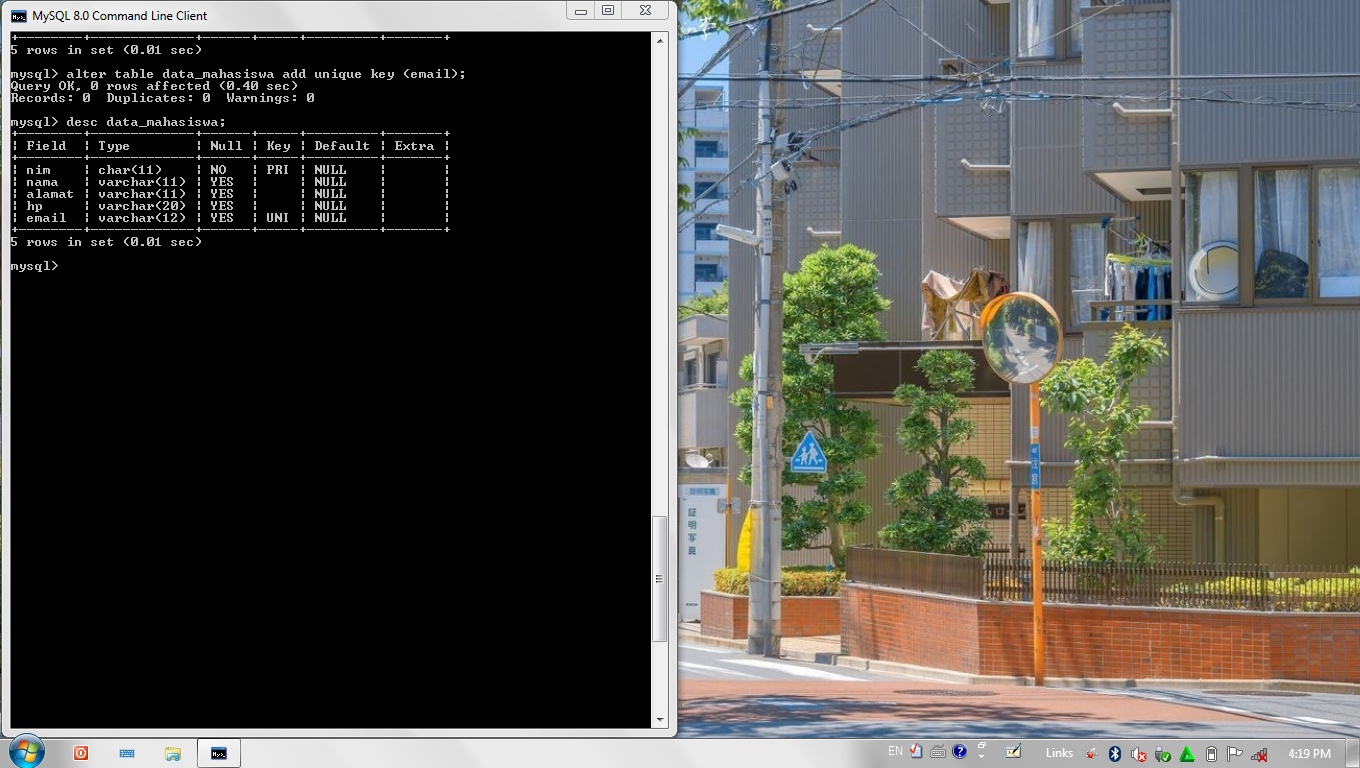 MySQL 8.0 Command Line Client
+---------+-------------+------+-----+---------+-------+
5 rows in set (0.01 sec)
mysql> alter table data_mahasiswa add unique key (email);
Query OK, 0 rows affected (0.40 sec)
Records: 0  Duplicates: 0  Warnings: 0
mysql> desc data_mahasiswa;
+---------+-------------+------+-----+---------+-------+
| Field   | Type        | Null | Key | Default | Extra |
+---------+-------------+------+-----+---------+-------+
| nim     | char(11)    | NO   | PRI | NULL    |       |
| nama    | varchar(11) | YES  |     | NULL    |       |
| alamat  | varchar(11) | YES  |     | NULL    |       |
| hp      | varchar(20) | YES  |     | NULL    |       |
| email   | varchar(12) | YES  | UNI | NULL    |       |
+---------+-------------+------+-----+---------+-------+
5 rows in set (0.01 sec)
mysql>
証明写真
EN
Links
4:19 PM